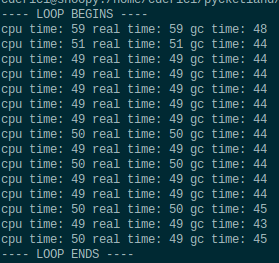 ---- LOOP BEGINS ----
cpu time: 59 real time: 59 gc time: 48
cpu time: 51 real time: 51 gc time: 44
cpu time: 49 real time: 49 gc time: 44
cpu time: 49 real time: 49 gc time: 44
cpu time: 49 real time: 49 gc time: 44
cpu time: 49 real time: 49 gc time: 44
cpu time: 49 real time: 49 gc time: 44
cpu time: 50 real time: 50 gc time: 44
cpu time: 50 real time: 49 gc time: 44
cpu time: 50 real time: 50 gc time: 44
cpu time: 49 real time: 49 gc time: 44
cpu time: 49 real time: 49 gc time: 44
cpu time: 50 real time: 50 gc time: 45
cpu time: 49 real time: 49 gc time: 43
cpu time: 50 real time: 49 gc time: 45
---- LOOP ENDS ----